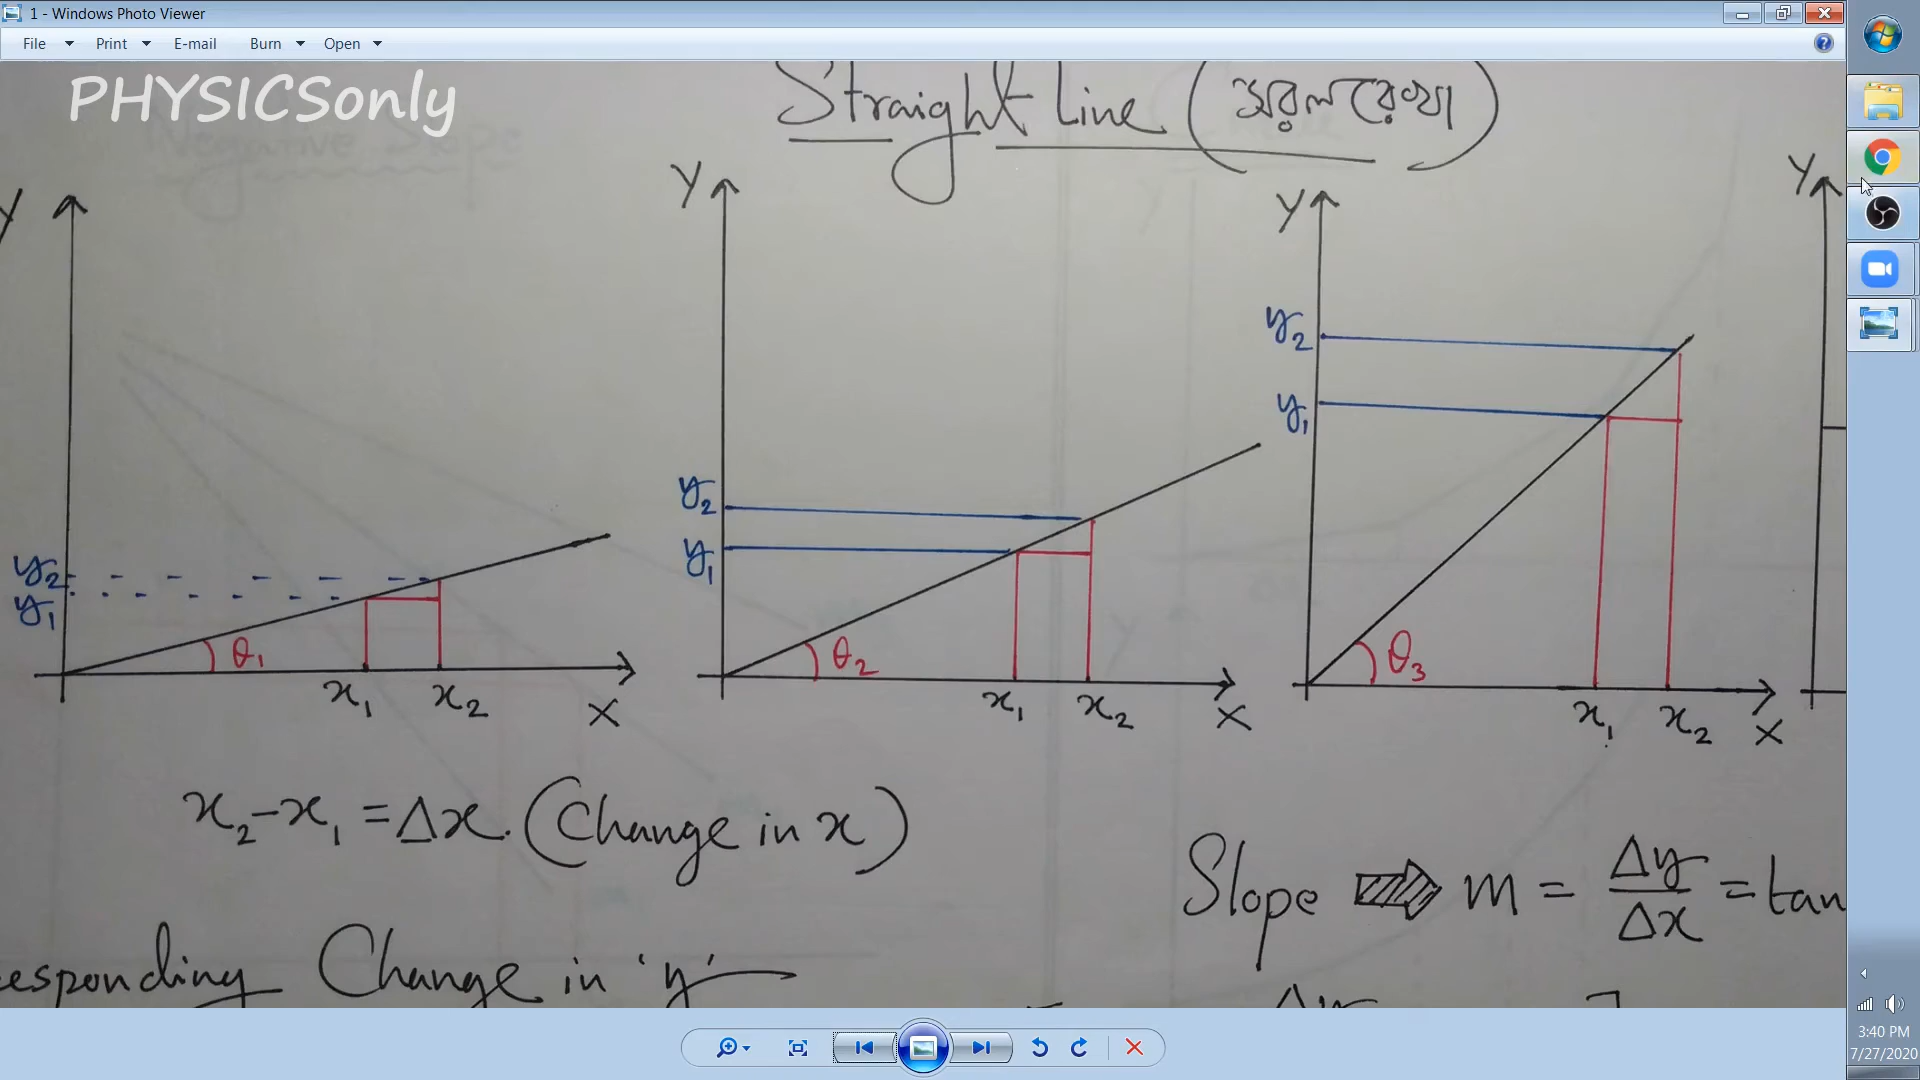 1 - Windows Photo Viewer
File Print E-mail Burn Open
PHYSICSonly
Straight Line (সরল রেখা)
Negative Slope
Y Y Y Y
y₂ y₂ y₂
y₁ y₁ y₁
θ₁ θ₂ θ₃
x₁ x₂ X x₁ x₂ X x₁ x₂ X
x₂-x₁ = Δx. (Change in x)
Slope ⇒ m = Δy/Δx = tan
esponding Change in 'y'
3:40 PM
7/27/2020